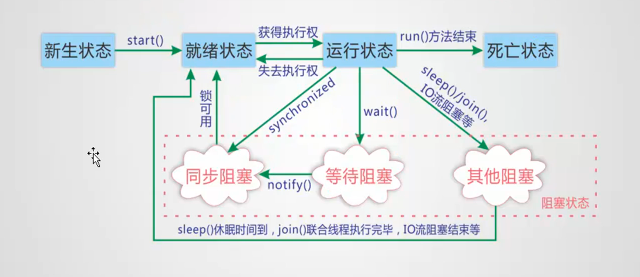 新生状态
start()
就绪状态
获得执行权
失去执行权
运行状态
run()方法结束
死亡状态
锁可用
synchronized
wait()
sleep()/join(),
IO流阻塞等
同步阻塞
notify()
等待阻塞
其他阻塞
阻塞状态
sleep()休眠时间到，join()联合线程执行完毕，IO流阻塞结束等